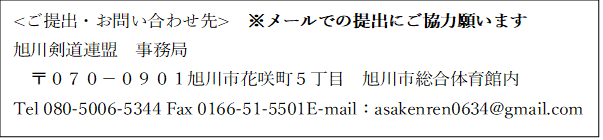 <ご提出・お問い合わせ先>　※メールでの提出にご協力願います
旭川剣道連盟　事務局
〒０７０－０９０１旭川市花咲町５丁目　旭川市総合体育館内
Tel 080-5006-5344 Fax 0166-51-5501E-mail：asakenren0634@gmail.com